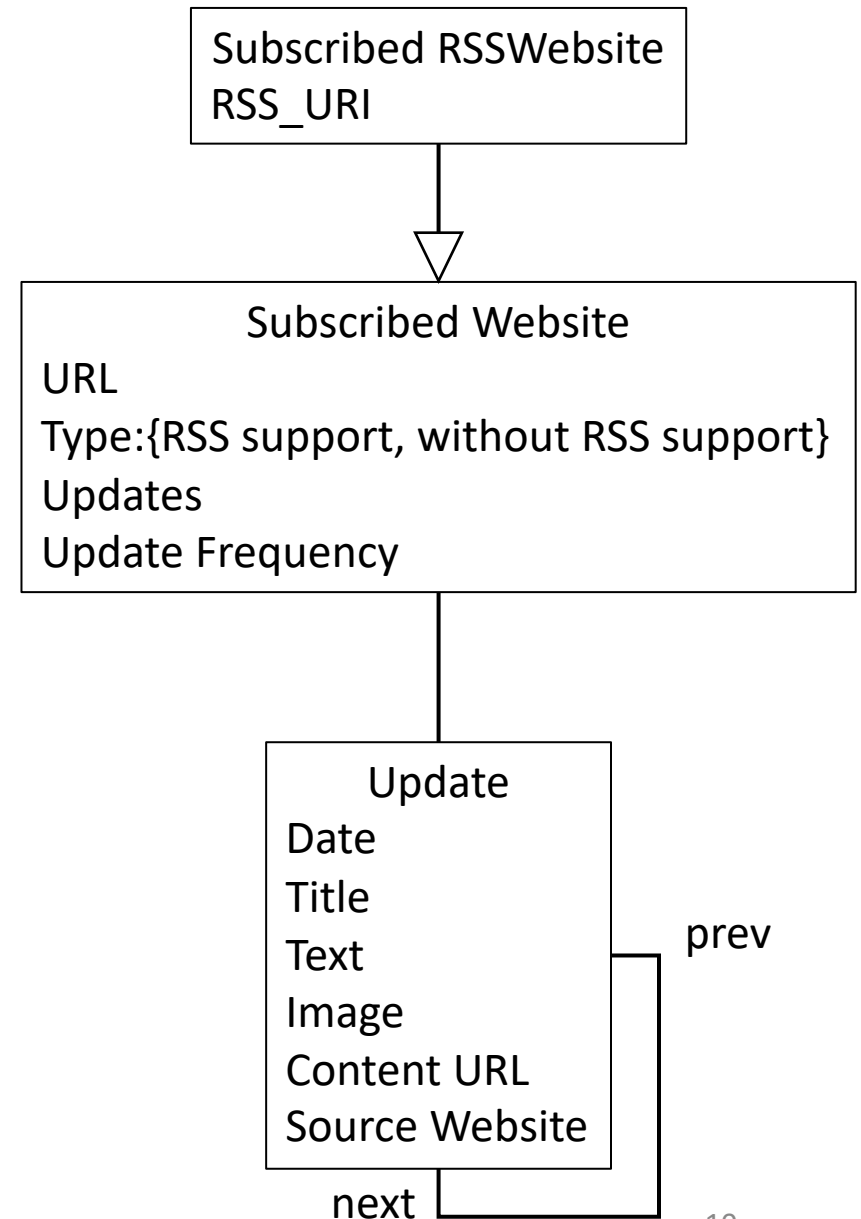 Subscribed RSSWebsite
RSS_URI
Subscribed Website
URL
Type:{RSS support, without RSS support}
Updates
Update Frequency
Update
Date
Title
Text
Image
Content URL
Source Website
prev
next